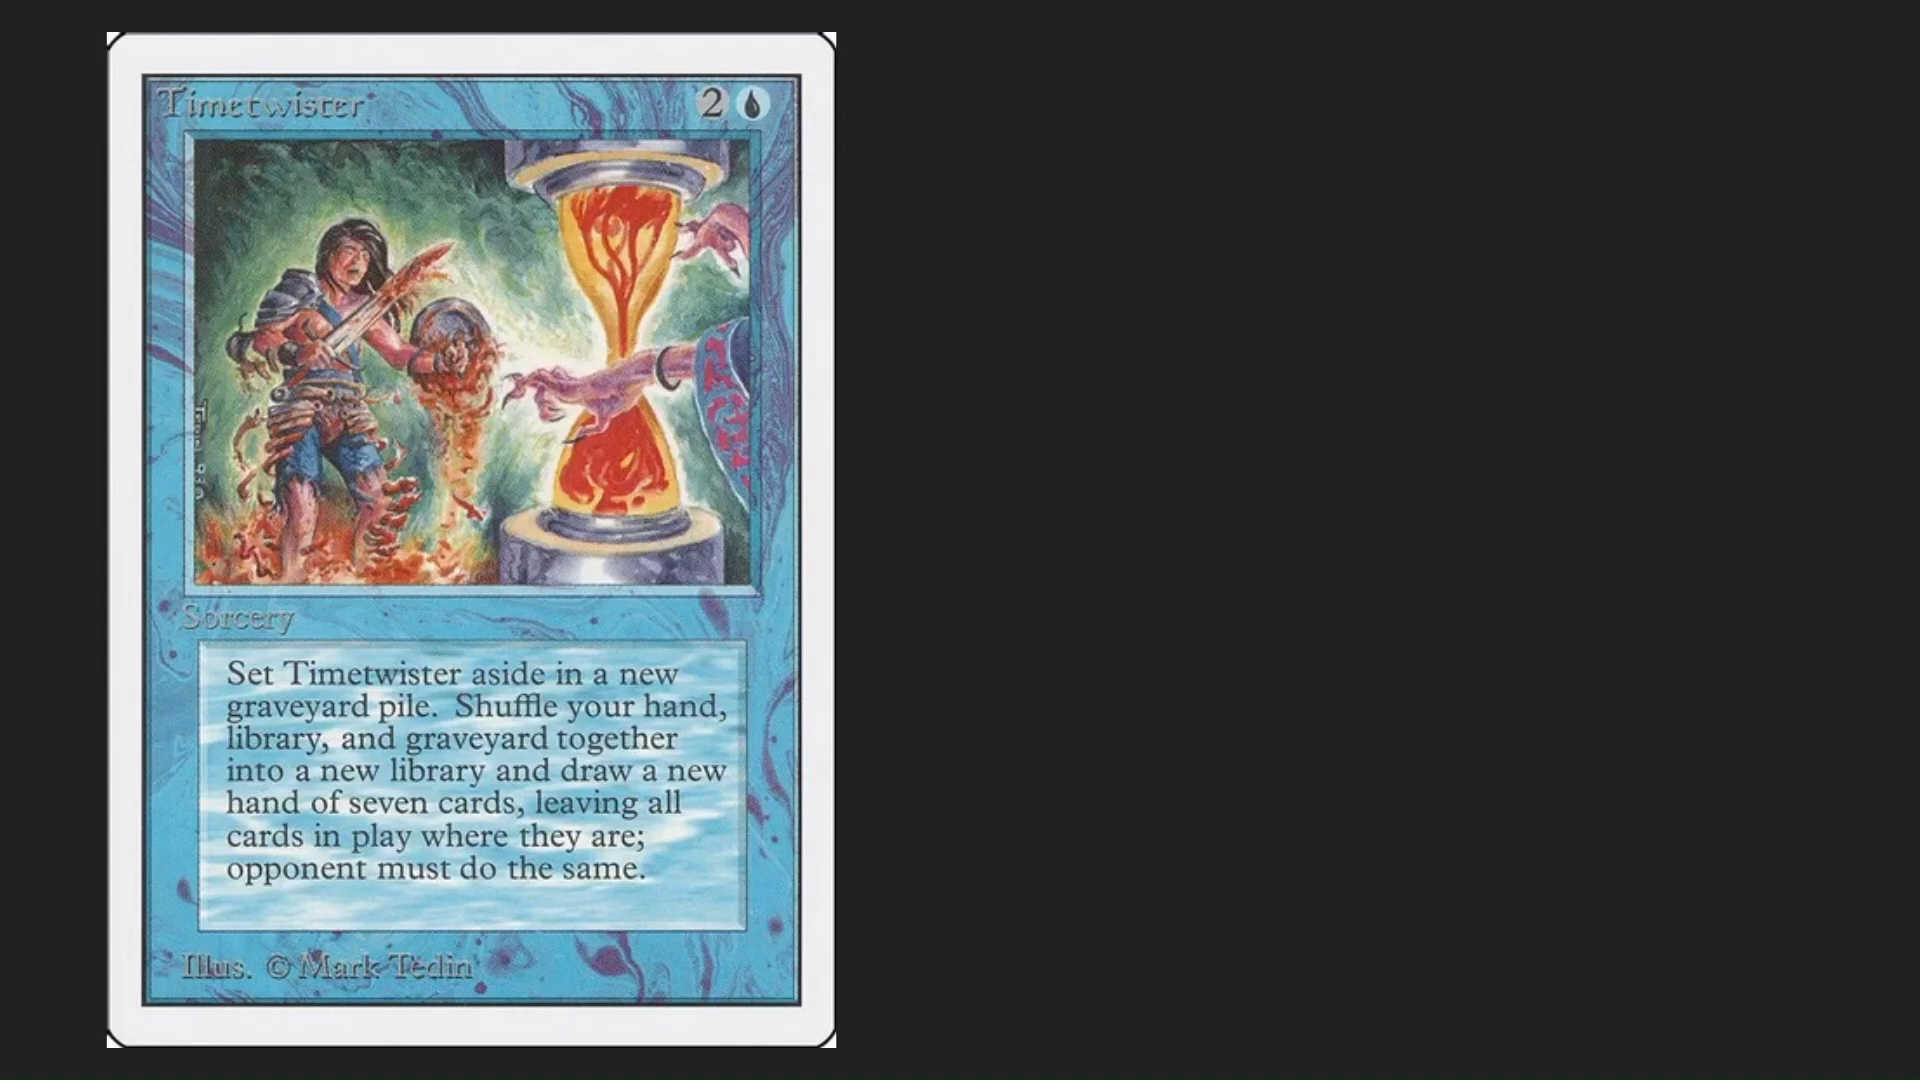 Timetwister 2
Sorcery
Set Timetwister aside in a new
graveyard pile. Shuffle your hand,
library, and graveyard together
into a new library and draw a new
hand of seven cards, leaving all
cards in play where they are;
opponent must do the same.
Illus. © Mark Tedin